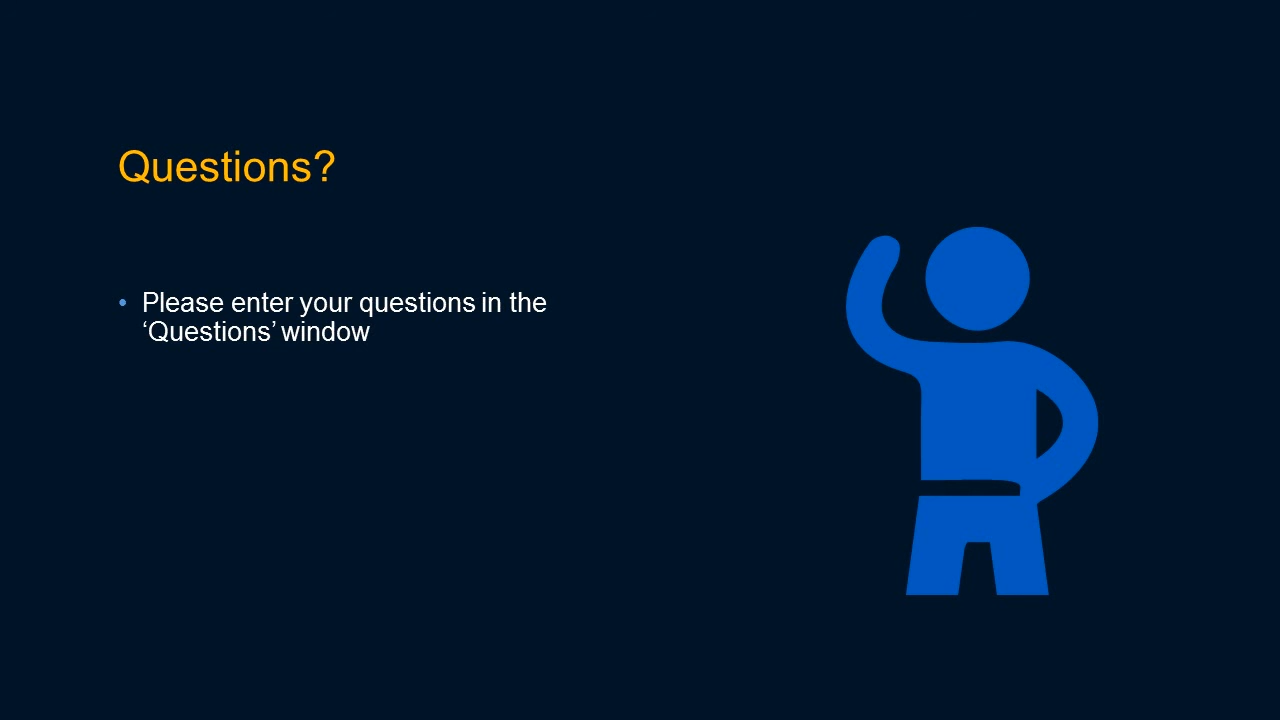 Questions?
• Please enter your questions in the
‘Questions’ window